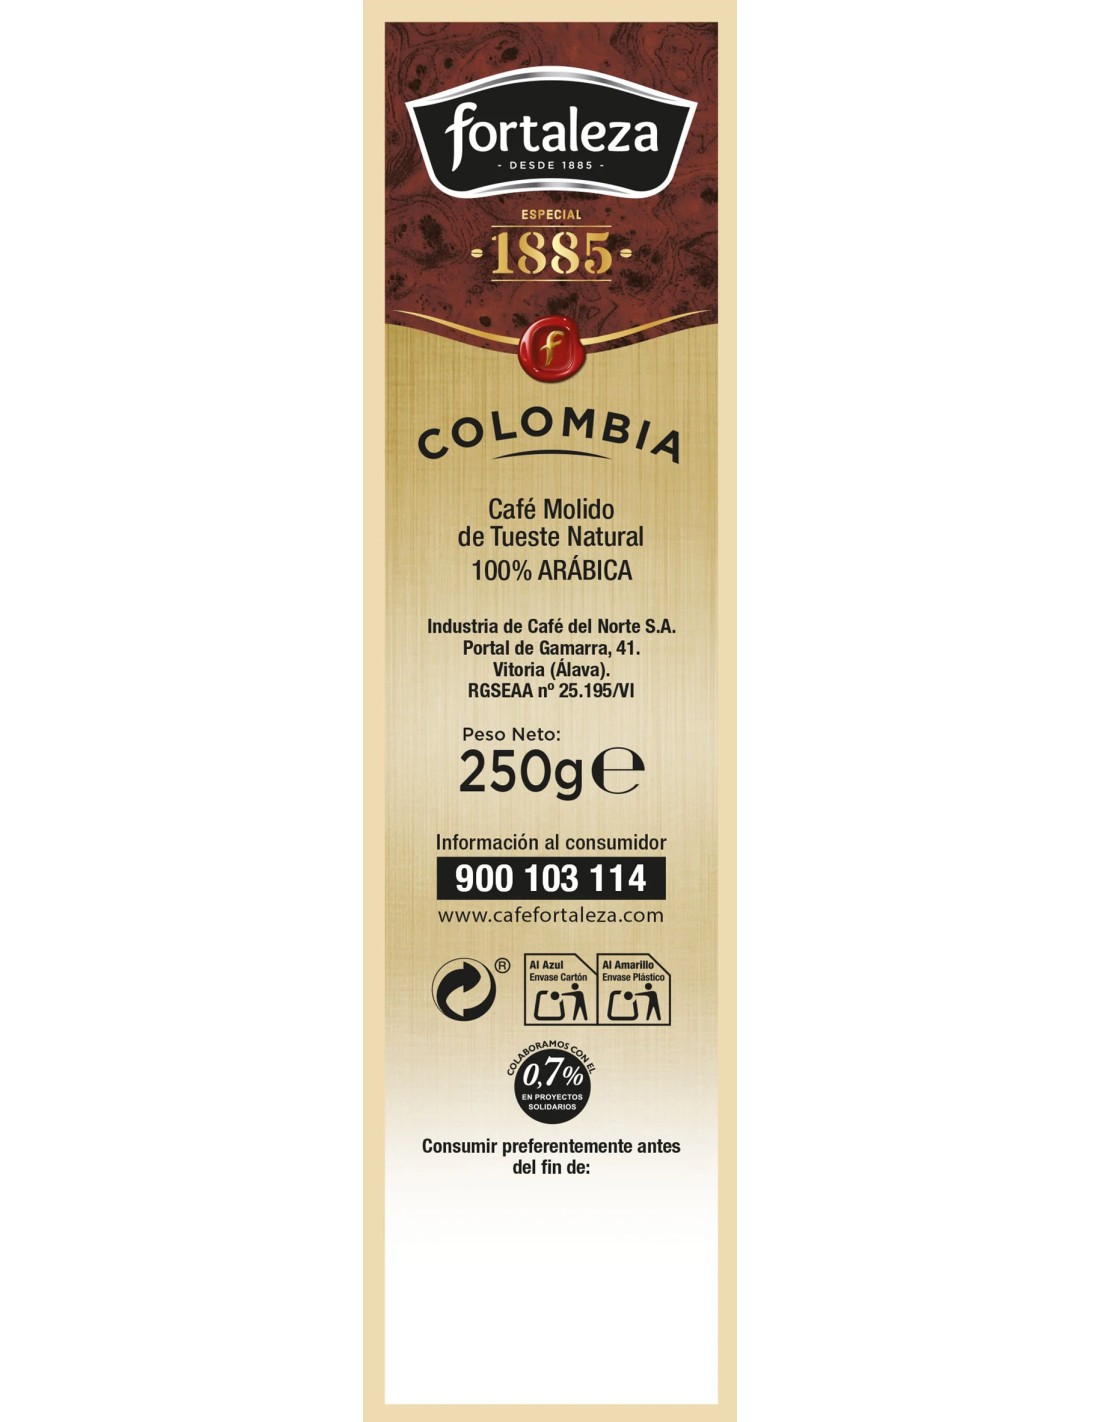 fortaleza
- DESDE 1885 -
ESPECIAL
1885
f
COLOMBIA
Café Molido
de Tueste Natural
100% ARÁBICA
Industria de Café del Norte S.A.
Portal de Gamarra, 41.
Vitoria (Álava).
RGSEAA nº 25.195/VI
Peso Neto:
250g℮
Información al consumidor
900 103 114
www.cafefortaleza.com
®
Al Azul
Envase Cartón
Al Amarillo
Envase Plástico
COLABORAMOS CON EL
0,7%
EN PROYECTOS
SOLIDARIOS
Consumir preferentemente antes
del fin de: